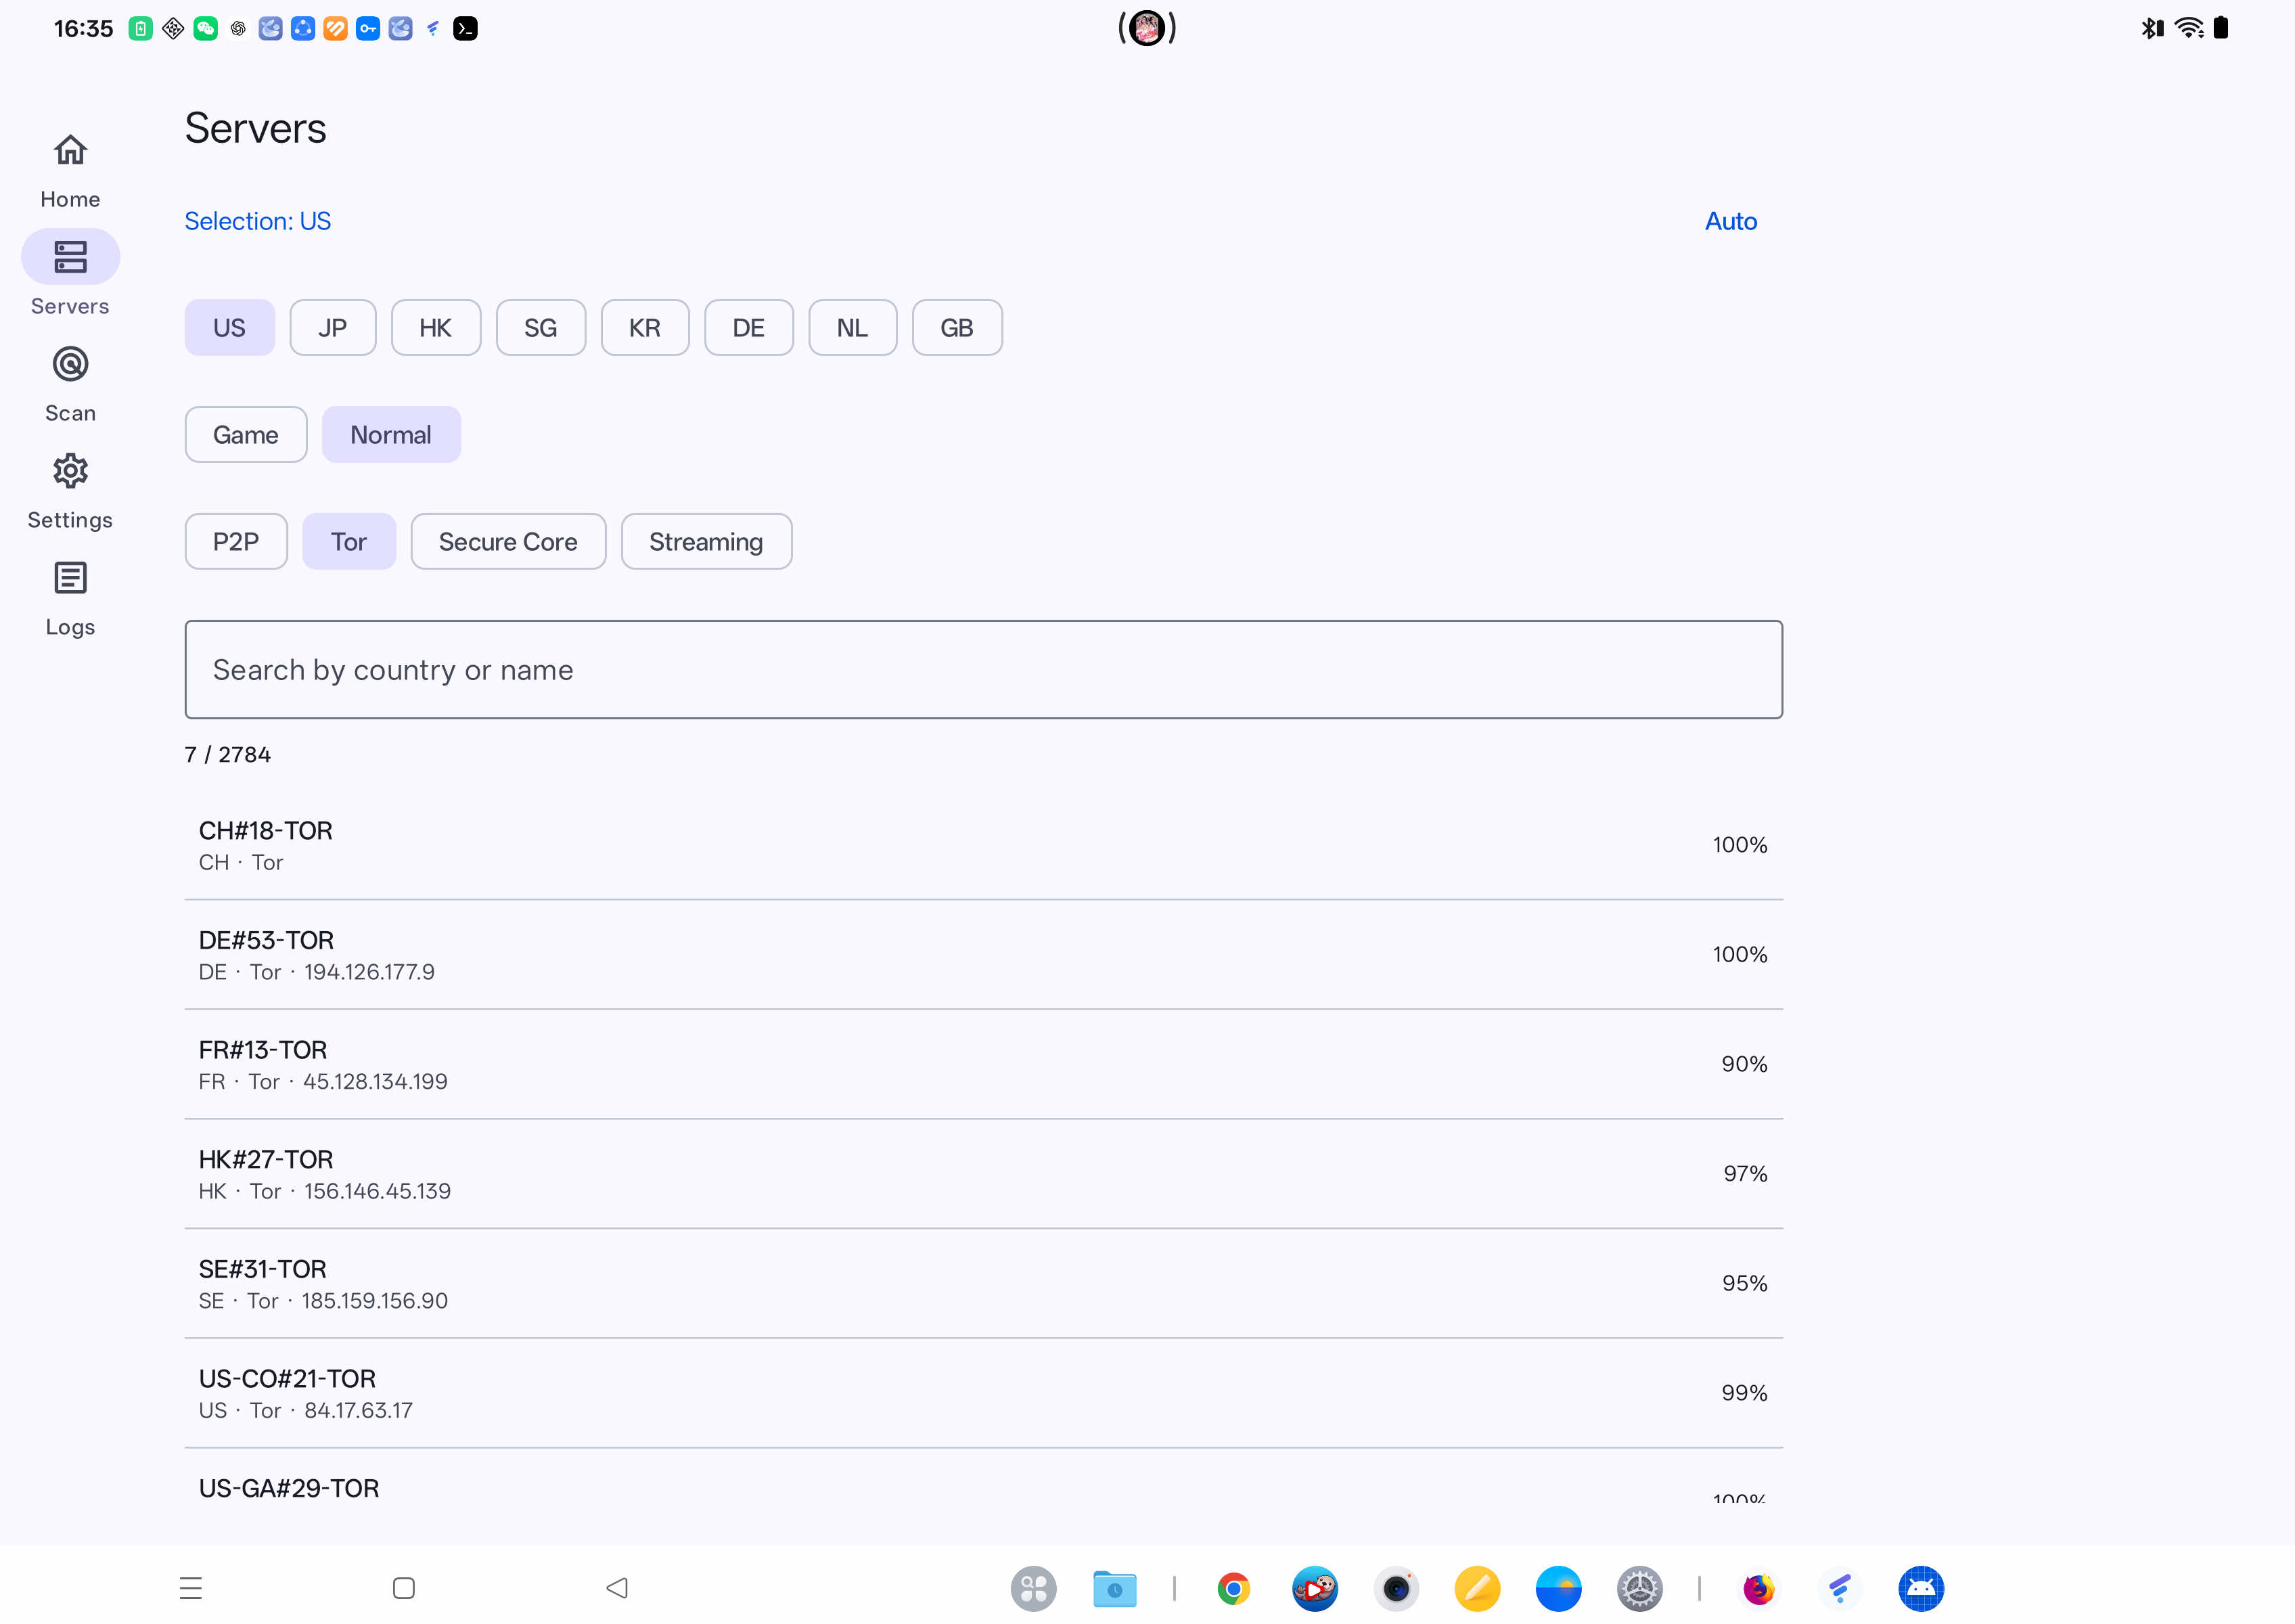 16:35
Servers
Home
Selection: US
Auto
Servers
US
JP
HK
SG
KR
DE
NL
GB
Scan
Game
Normal
Settings
P2P
Tor
Secure Core
Streaming
Logs
Search by country or name
7 / 2784
CH#18-TOR
CH · Tor
100%
DE#53-TOR
DE · Tor · 194.126.177.9
100%
FR#13-TOR
FR · Tor · 45.128.134.199
90%
HK#27-TOR
HK · Tor · 156.146.45.139
97%
SE#31-TOR
SE · Tor · 185.159.156.90
95%
US-CO#21-TOR
US · Tor · 84.17.63.17
99%
US-GA#29-TOR
100%